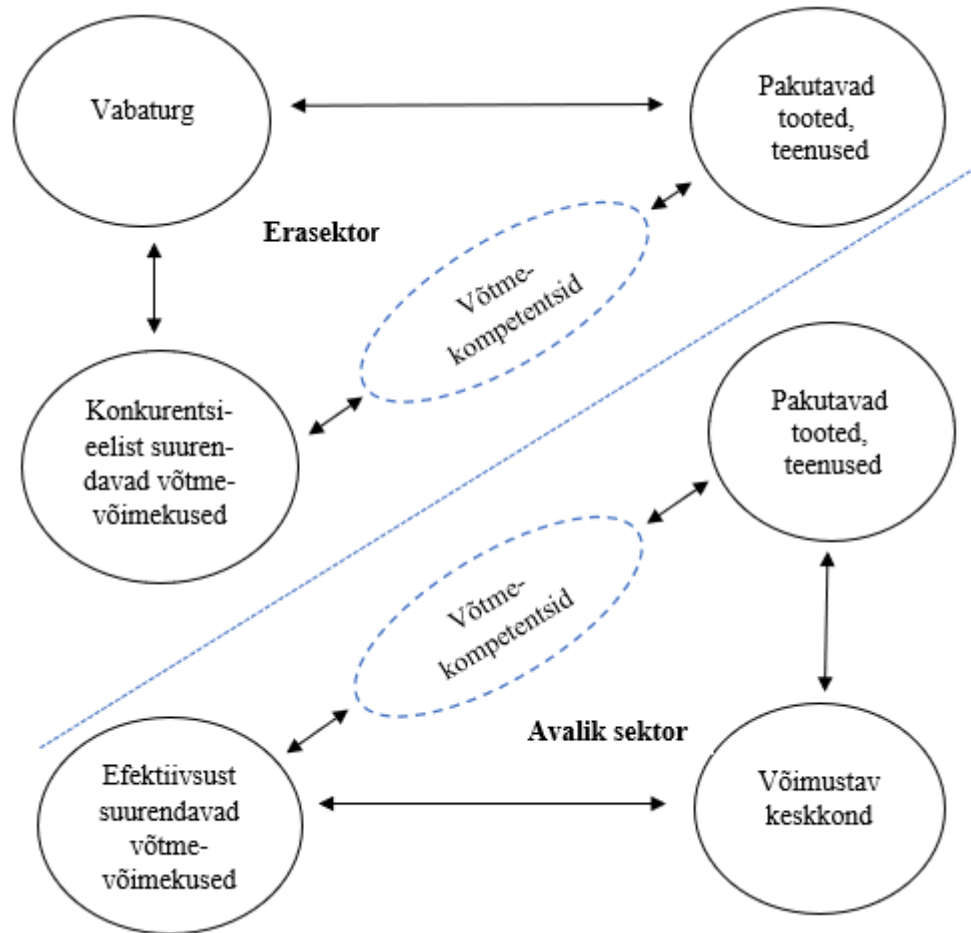 Vabaturg
Pakutavad
tooted,
teenused
Erasektor
Võtme-
kompetentsid
Konkurentsi-
eelist suuren-
davad võtme-
võimekused
Pakutavad
tooted,
teenused
Võtme-
kompetentsid
Avalik sektor
Efektiivsust
suurendavad
võtme-
võimekused
Võimustav
keskkond